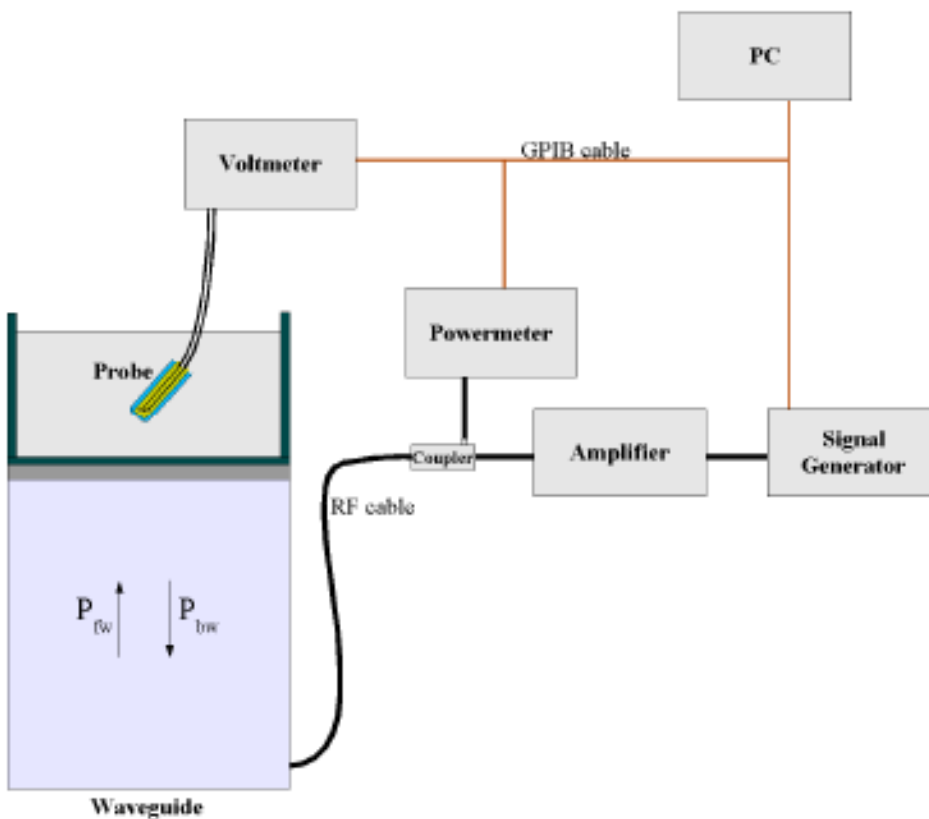 PC
GPIB cable
Voltmeter
Powermeter
Probe
Coupler
Amplifier
Signal
Generator
RF cable
P fw
P bw
Waveguide